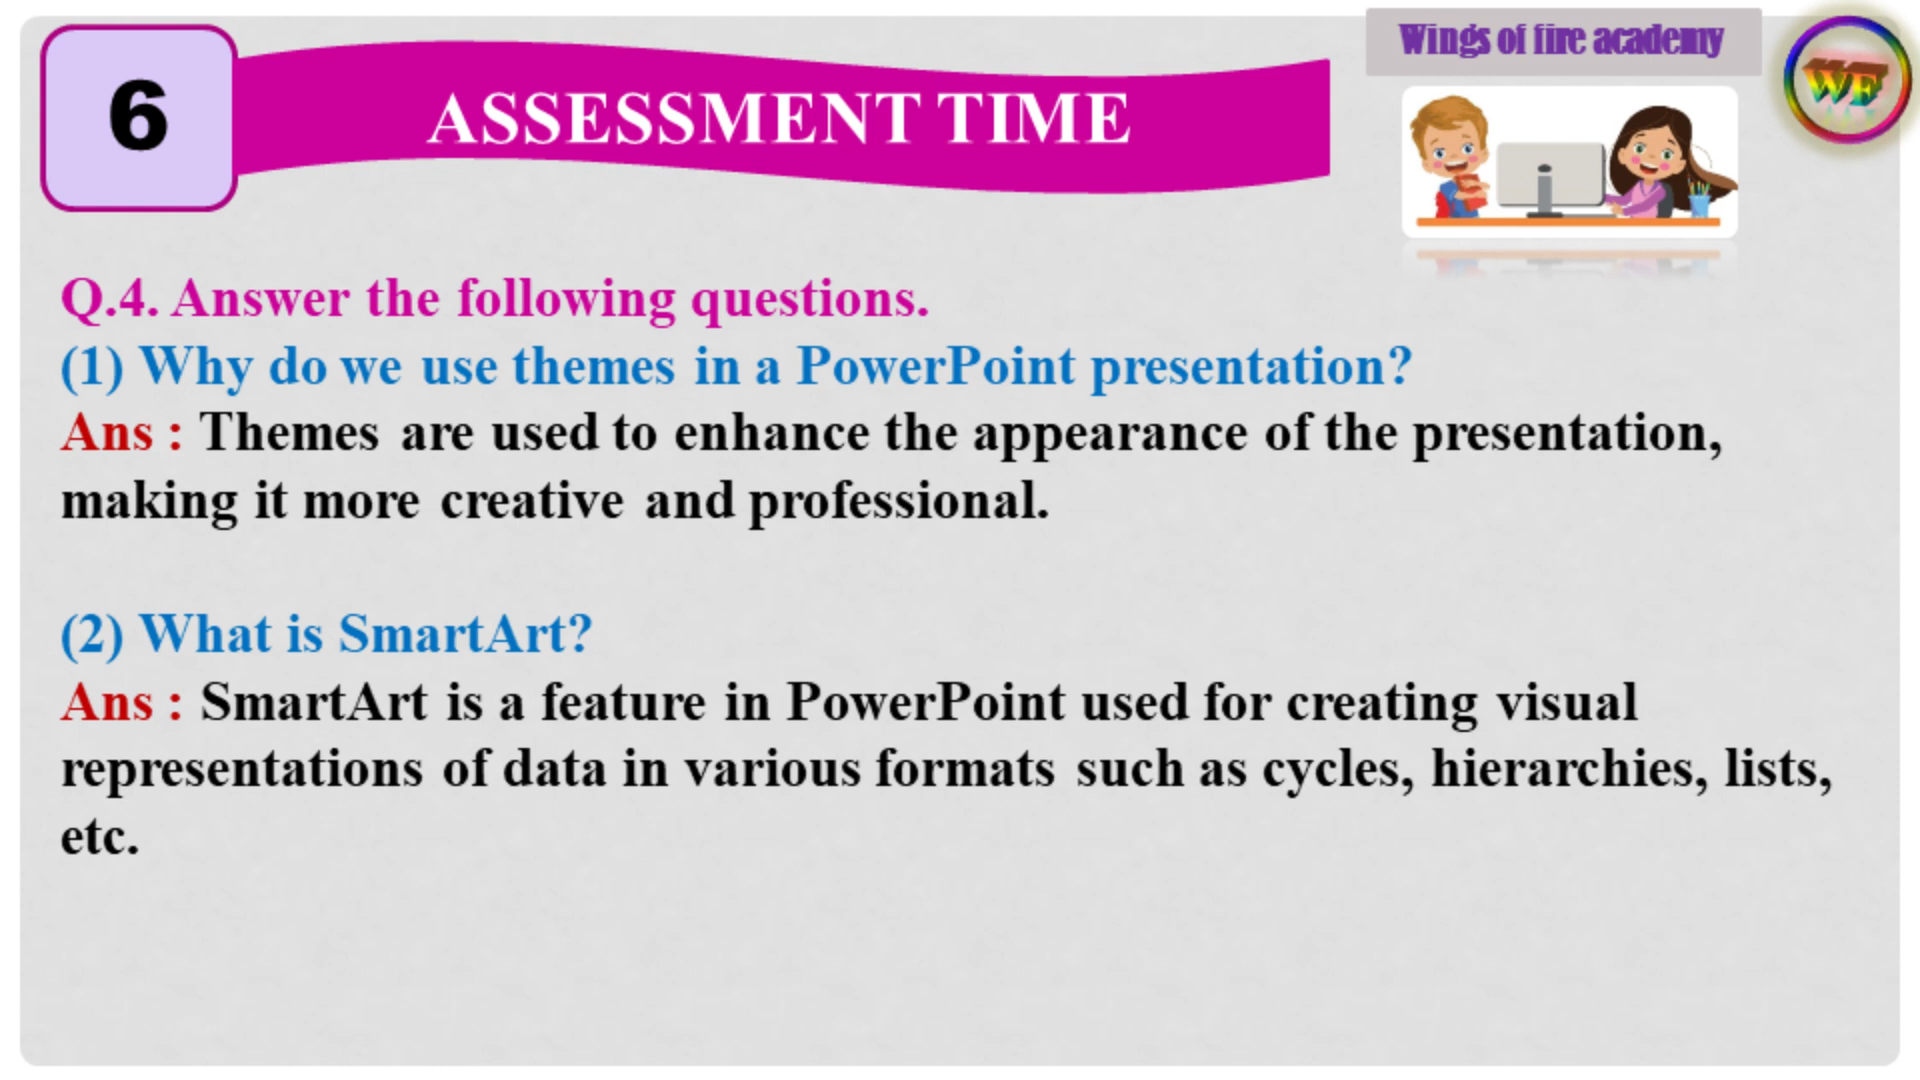 6
ASSESSMENT TIME
Wings of fire academy
WF
Q.4. Answer the following questions.
(1) Why do we use themes in a PowerPoint presentation?
Ans : Themes are used to enhance the appearance of the presentation,
making it more creative and professional.
(2) What is SmartArt?
Ans : SmartArt is a feature in PowerPoint used for creating visual
representations of data in various formats such as cycles, hierarchies, lists,
etc.